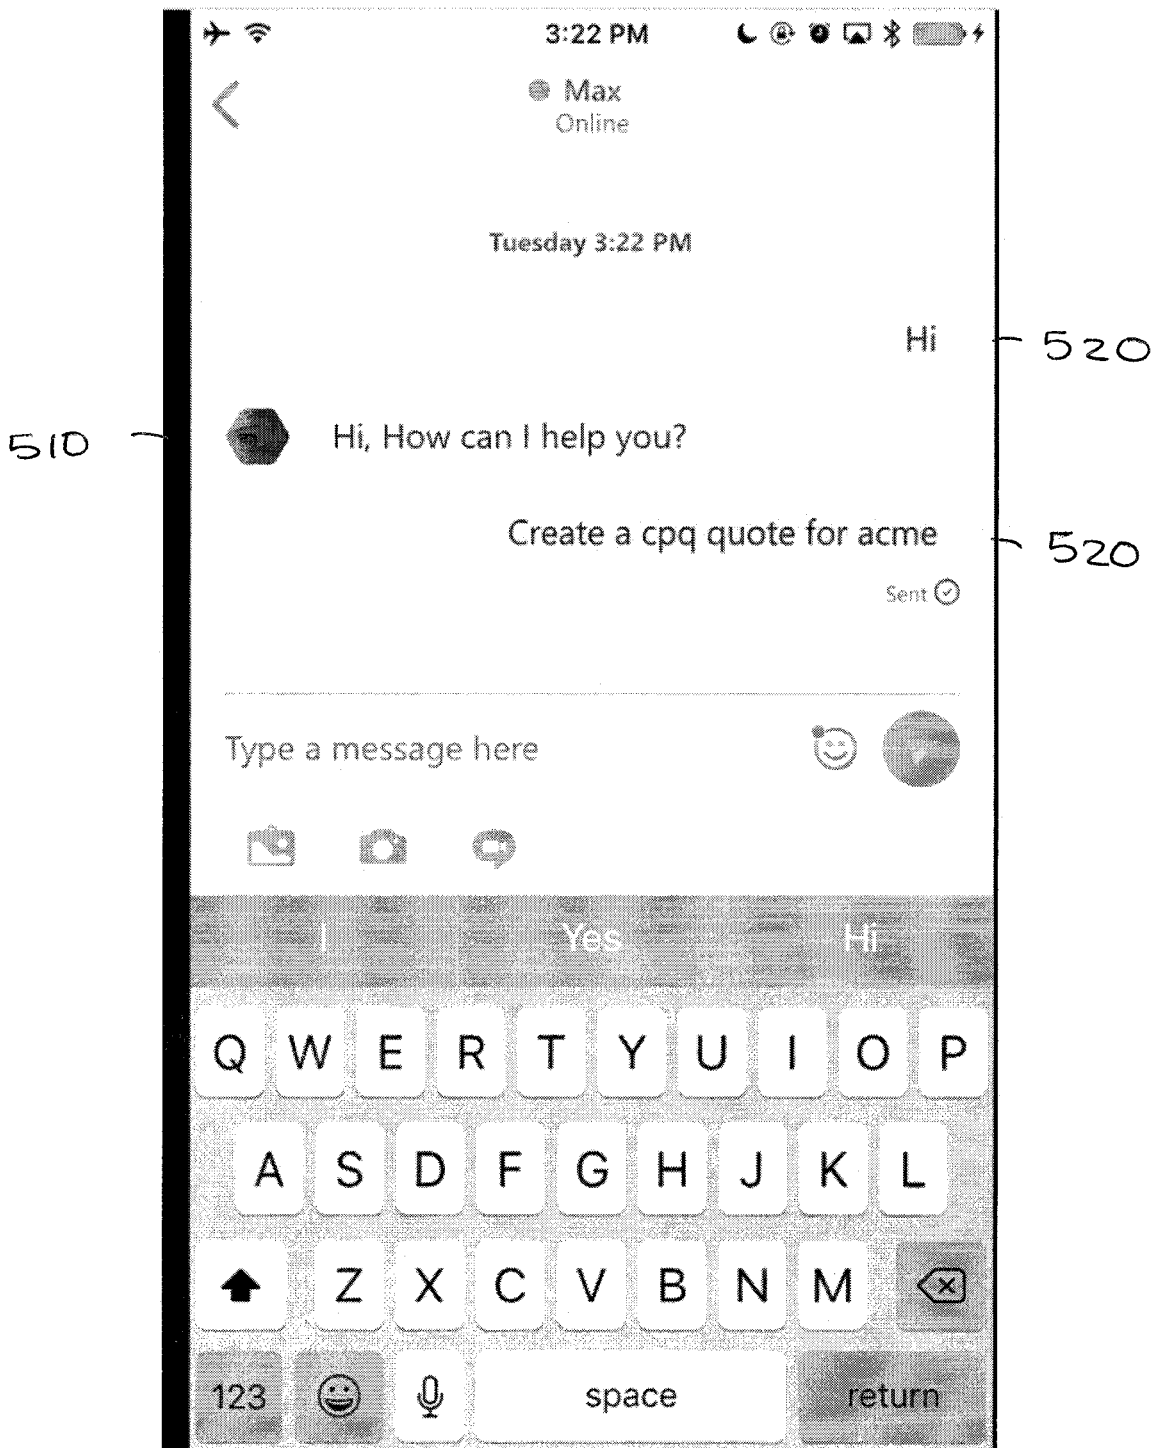 3:22 PM
Max
Online
Tuesday 3:22 PM
Hi
520
510
Hi, How can I help you?
Create a cpq quote for acme
520
Sent
Type a message here
I Yes Hi
Q W E R T Y U I O P
A S D F G H J K L
Z X C V B N M
123 space return